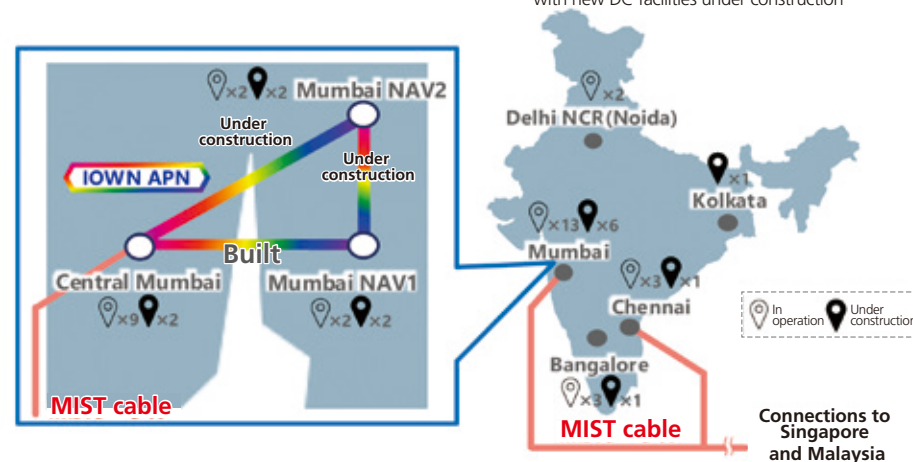 with new DC facilities under construction
×2 ×2
Mumbai NAV2
Under
construction
Under
construction
IOWN APN
Built
Central Mumbai
×9 ×2
Mumbai NAV1
×2 ×2
MIST cable
×2
Delhi NCR(Noida)
×1
Kolkata
×13 ×6
Mumbai
×3 ×1
Chennai
In
operation
Under
construction
Bangalore
×3 ×1
MIST cable
Connections to
Singapore
and Malaysia